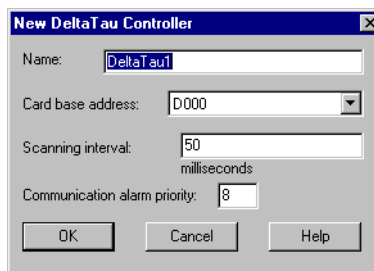 New DeltaTau Controller
Name: DeltaTau1
Card base address: D000
Scanning interval: 50
milliseconds
Communication alarm priority: 8
OK Cancel Help